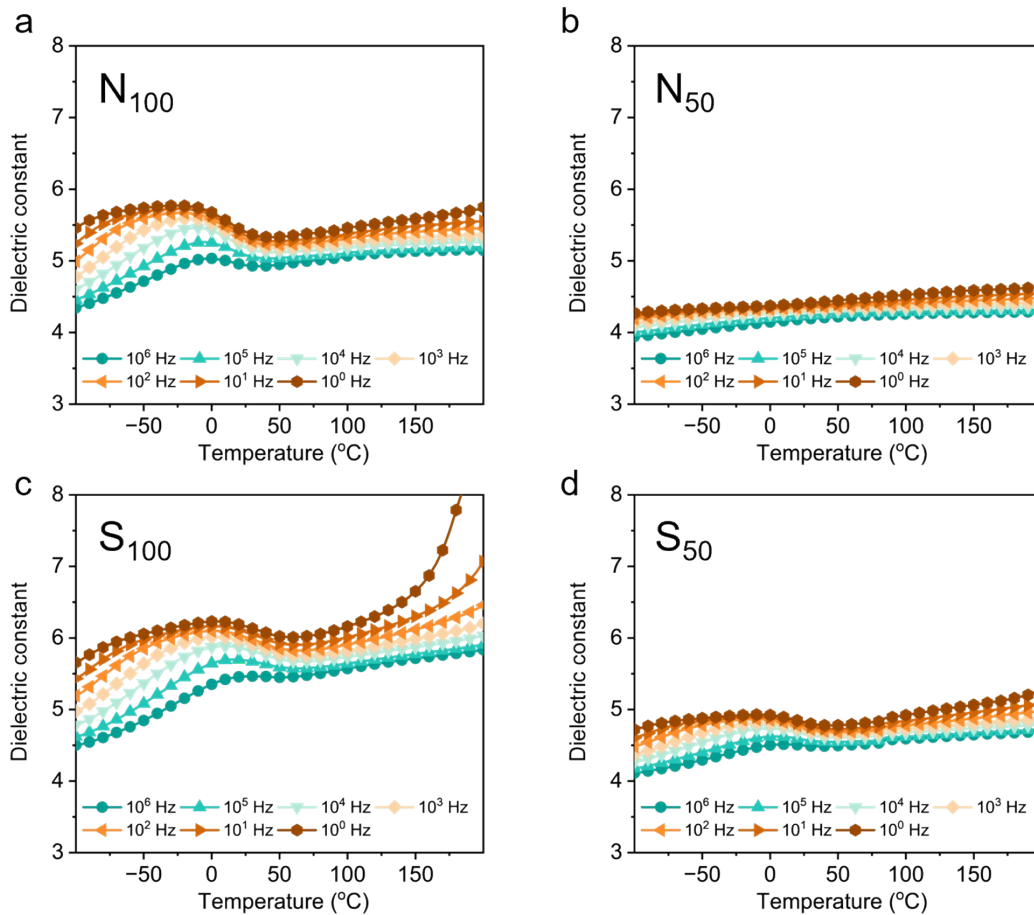 a
N₁₀₀
Dielectric constant
8
7
6
5
4
3
10⁶ Hz 10⁵ Hz 10⁴ Hz 10³ Hz
10² Hz 10¹ Hz 10⁰ Hz
−50 0 50 100 150
Temperature (°C)
b
N₅₀
Dielectric constant
8
7
6
5
4
3
10⁶ Hz 10⁵ Hz 10⁴ Hz 10³ Hz
10² Hz 10¹ Hz 10⁰ Hz
−50 0 50 100 150
Temperature (°C)
c
S₁₀₀
Dielectric constant
8
7
6
5
4
3
10⁶ Hz 10⁵ Hz 10⁴ Hz 10³ Hz
10² Hz 10¹ Hz 10⁰ Hz
−50 0 50 100 150
Temperature (°C)
d
S₅₀
Dielectric constant
8
7
6
5
4
3
10⁶ Hz 10⁵ Hz 10⁴ Hz 10³ Hz
10² Hz 10¹ Hz 10⁰ Hz
−50 0 50 100 150
Temperature (°C)